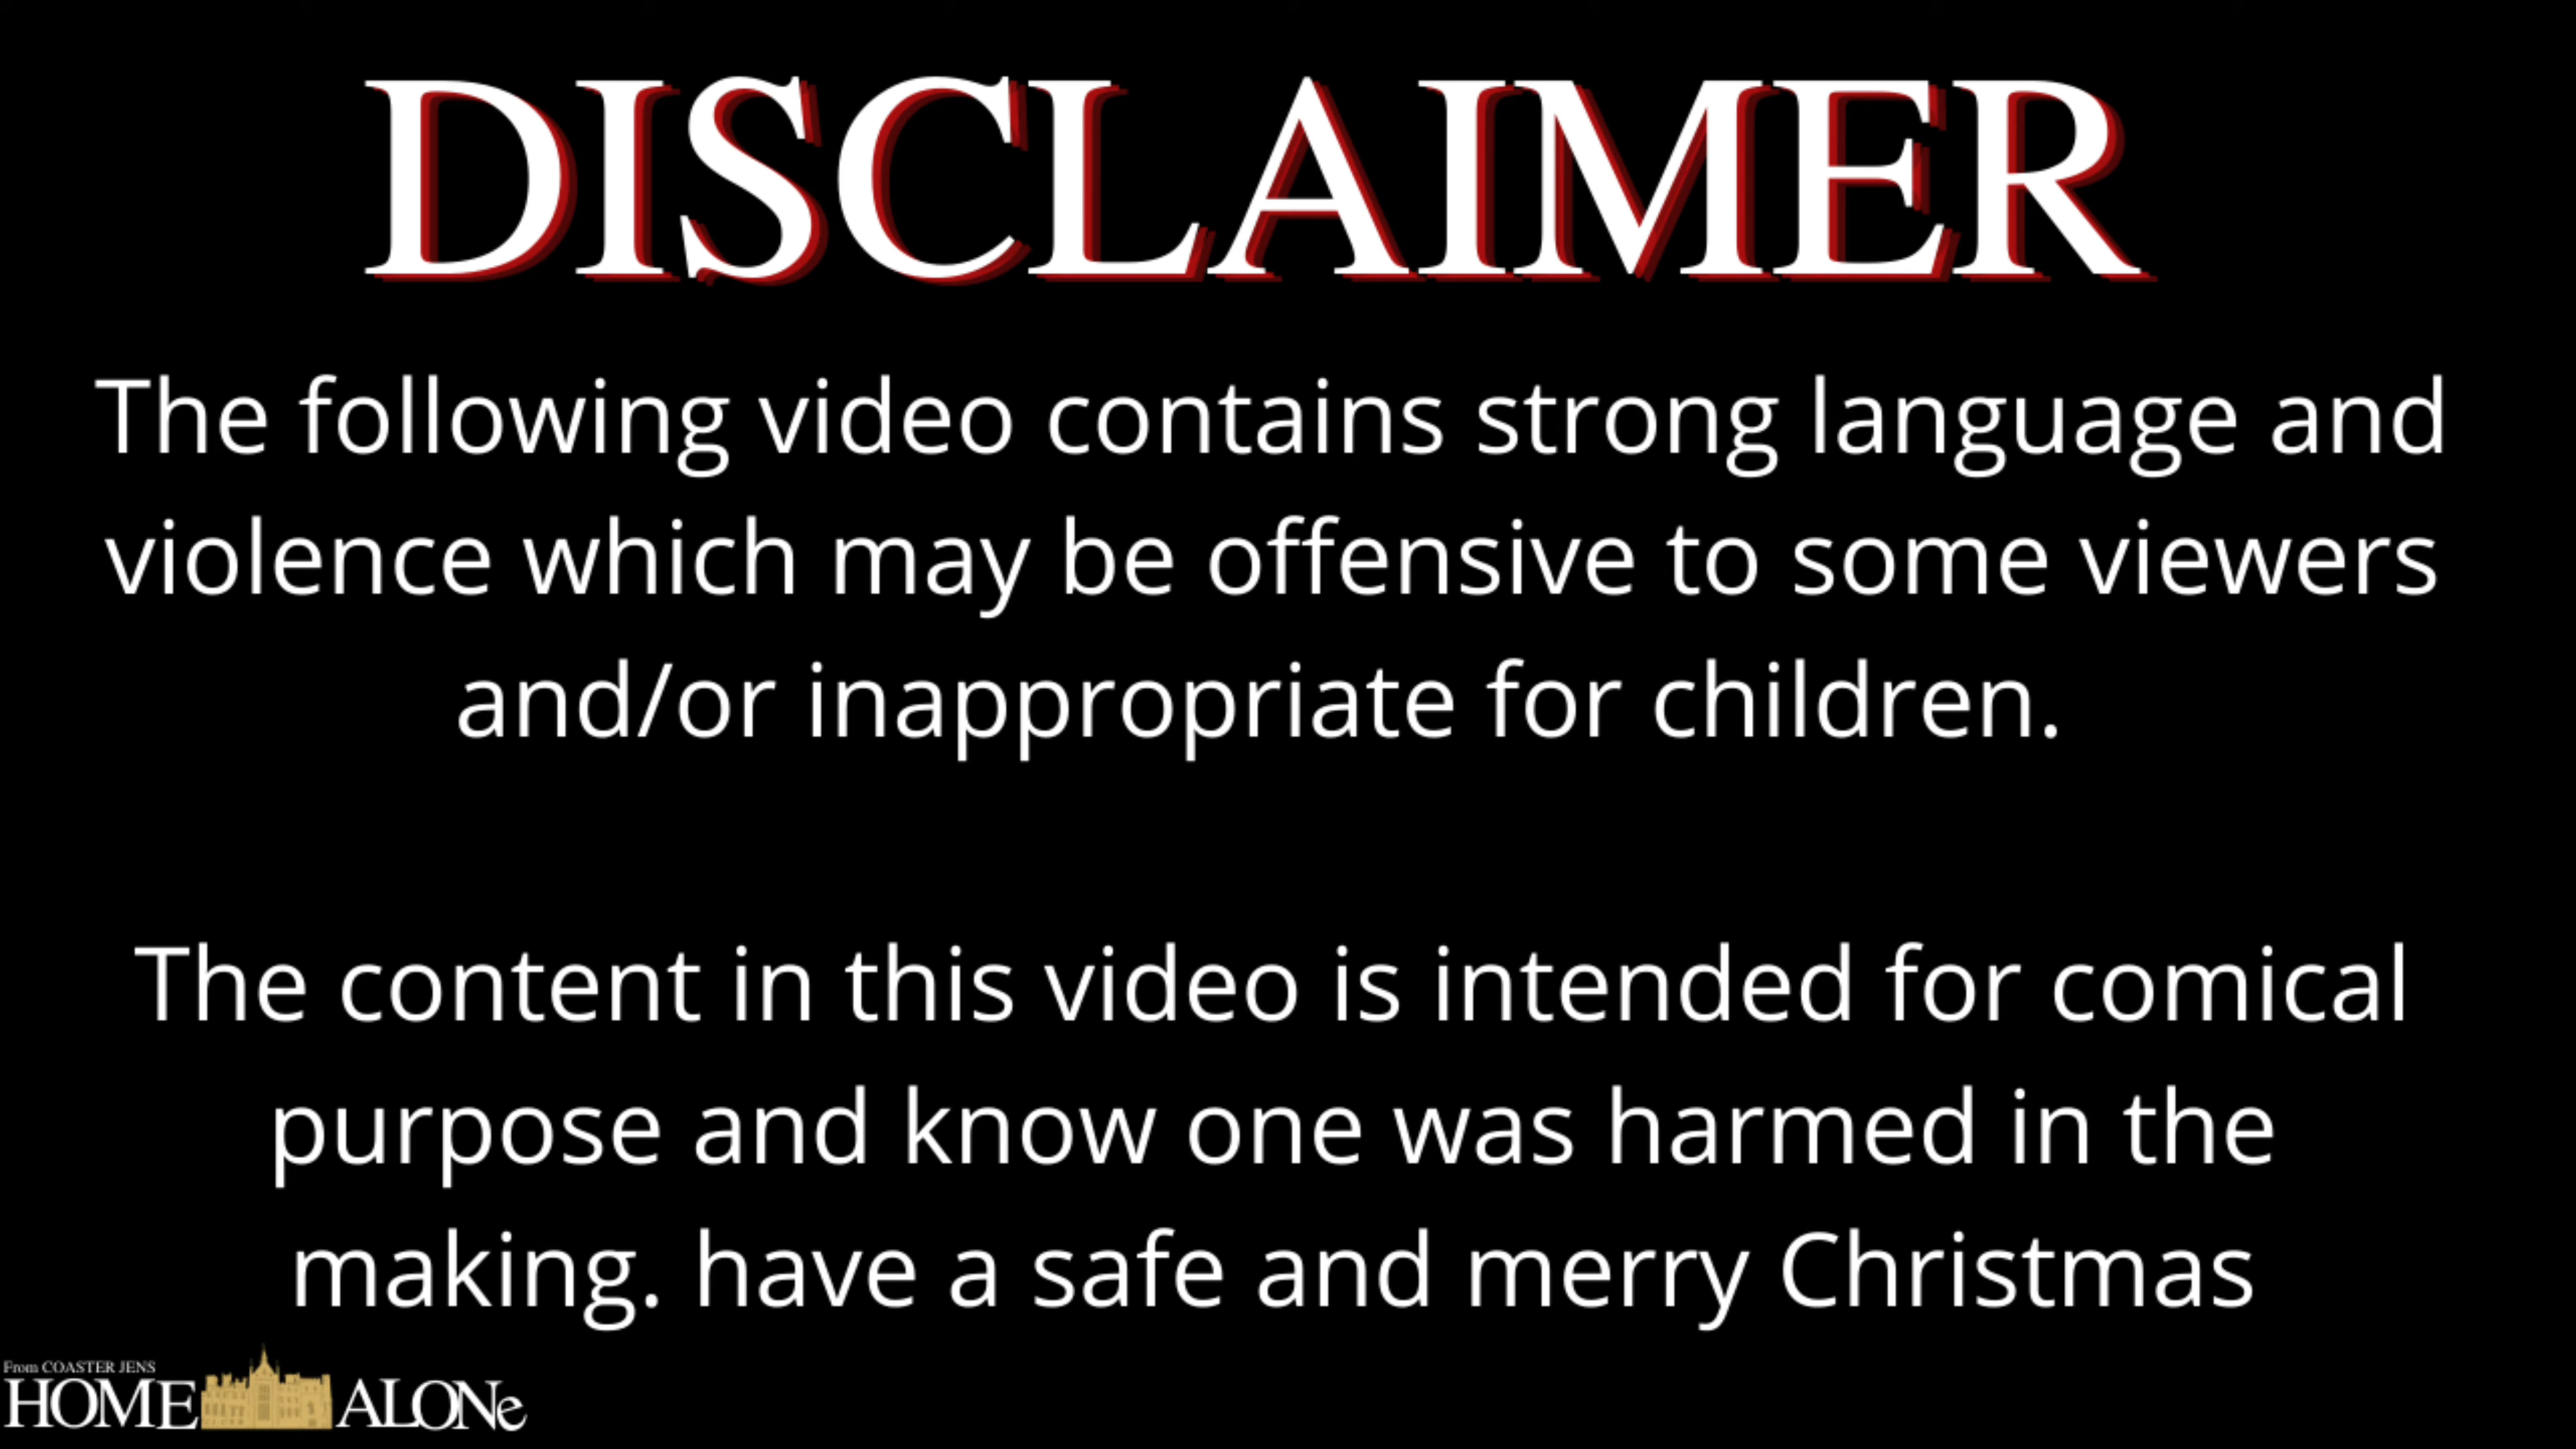 DISCLAIMER
The following video contains strong language and
violence which may be offensive to some viewers
and/or inappropriate for children.
The content in this video is intended for comical
purpose and know one was harmed in the
making. have a safe and merry Christmas
From COASTER JENS
HOME ALONe